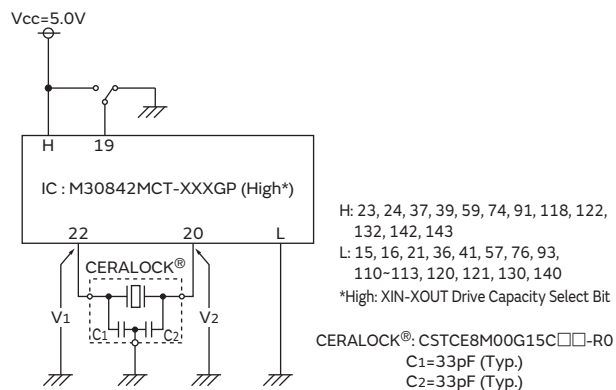 Vcc=5.0V
H
19
IC : M30842MCT-XXXGP (High*)
22
20
L
CERALOCK®
V1
C1
C2
V2
H: 23, 24, 37, 39, 59, 74, 91, 118, 122,
132, 142, 143
L: 15, 16, 21, 36, 41, 57, 76, 93,
110~113, 120, 121, 130, 140
*High: XIN-XOUT Drive Capacity Select Bit
CERALOCK®: CSTCE8M00G15C□□-R0
C1=33pF (Typ.)
C2=33pF (Typ.)